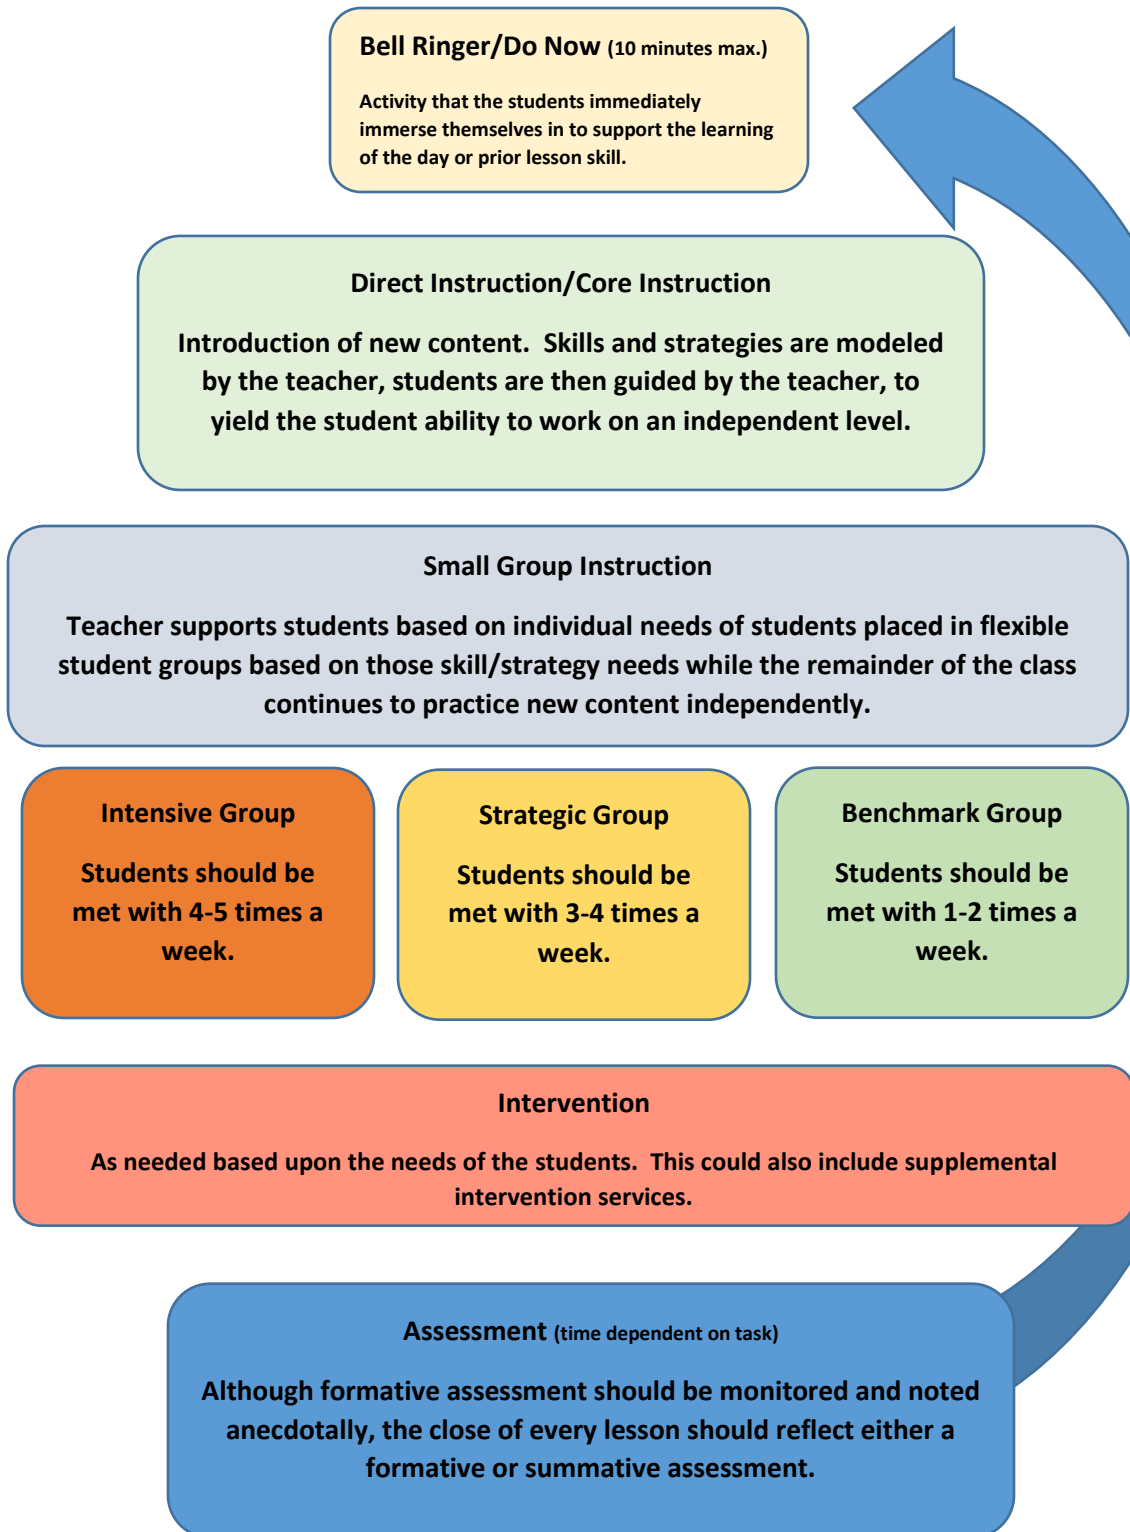 Bell Ringer/Do Now (10 minutes max.)
Activity that the students immediately
immerse themselves in to support the learning
of the day or prior lesson skill.
Direct Instruction/Core Instruction
Introduction of new content.  Skills and strategies are modeled
by the teacher, students are then guided by the teacher, to
yield the student ability to work on an independent level.
Small Group Instruction
Teacher supports students based on individual needs of students placed in flexible
student groups based on those skill/strategy needs while the remainder of the class
continues to practice new content independently.
Intensive Group
Students should be
met with 4-5 times a
week.
Strategic Group
Students should be
met with 3-4 times a
week.
Benchmark Group
Students should be
met with 1-2 times a
week.
Intervention
As needed based upon the needs of the students.  This could also include supplemental
intervention services.
Assessment (time dependent on task)
Although formative assessment should be monitored and noted
anecdotally, the close of every lesson should reflect either a
formative or summative assessment.